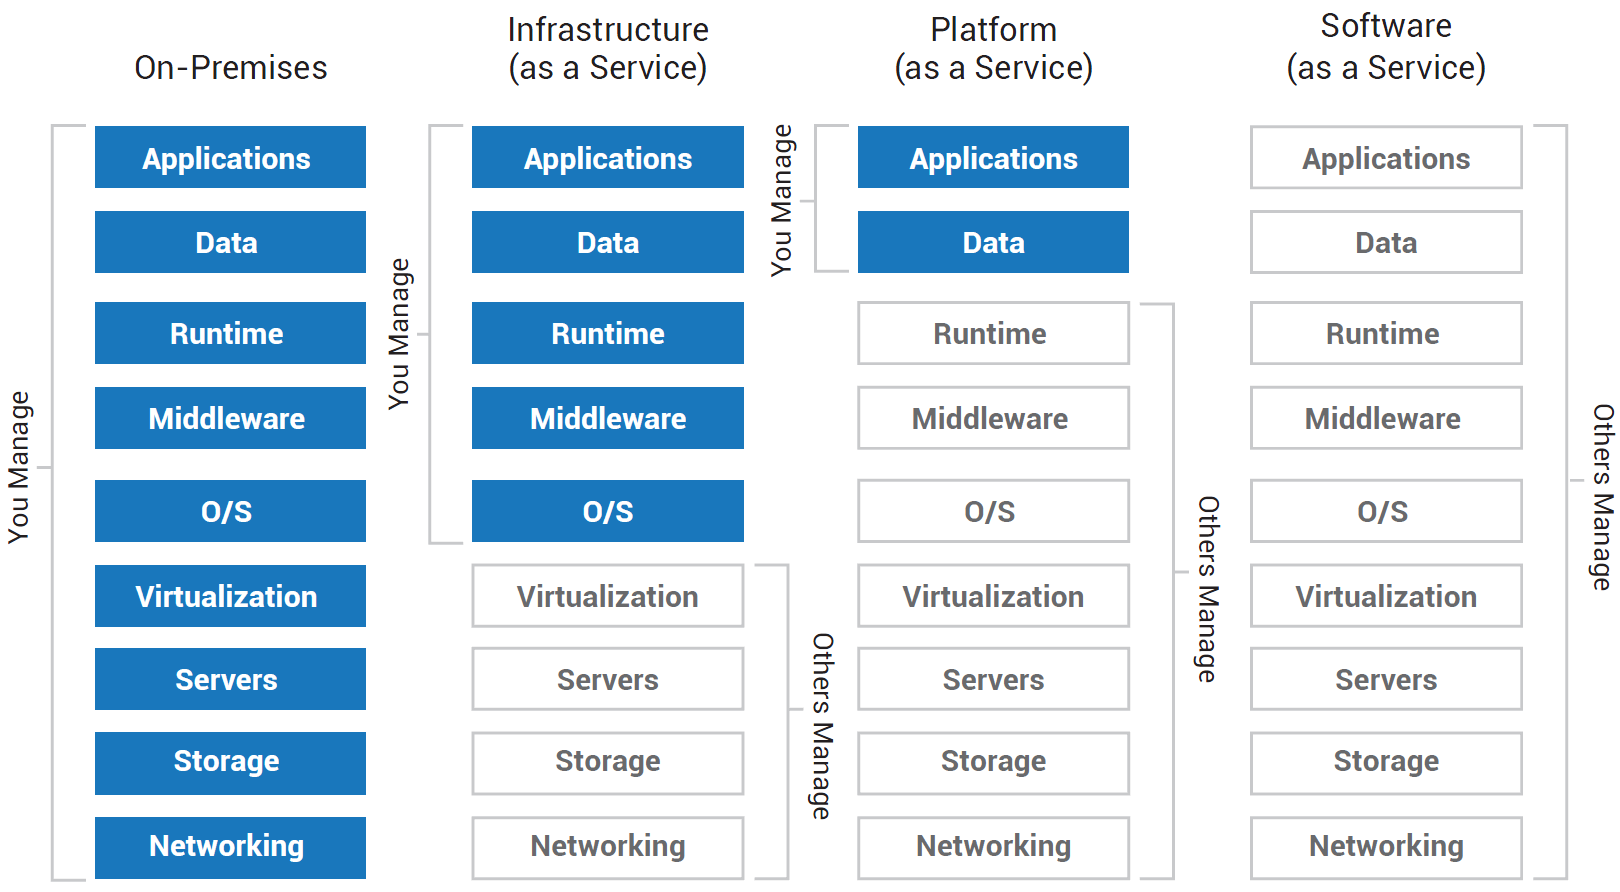 On-Premises
You Manage
Applications
Data
Runtime
Middleware
O/S
Virtualization
Servers
Storage
Networking
Infrastructure
(as a Service)
You Manage
Applications
Data
Runtime
Middleware
O/S
Virtualization
Servers
Storage
Networking
Others Manage
Platform
(as a Service)
You Manage
Applications
Data
Runtime
Middleware
O/S
Virtualization
Servers
Storage
Networking
Others Manage
Software
(as a Service)
Applications
Data
Runtime
Middleware
O/S
Virtualization
Servers
Storage
Networking
Others Manage